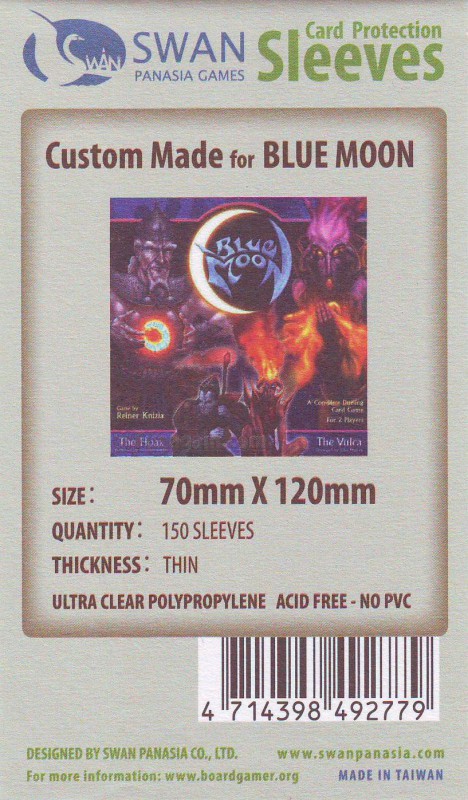 SWAN
SWAN
PANASIA GAMES
Card Protection
Sleeves
Custom Made for BLUE MOON
BLUE
MOON
Game by
Reiner Knizia
A Complete Dueling
Card Game
For 2 Players
The Hoax
The Vulca
SIZE: 70mm X 120mm
QUANTITY: 150 SLEEVES
THICKNESS: THIN
ULTRA CLEAR POLYPROPYLENE ACID FREE - NO PVC
4 714398 492779
DESIGNED BY SWAN PANASIA CO., LTD. www.swanpanasia.com
For more information: www.boardgamer.org MADE IN TAIWAN